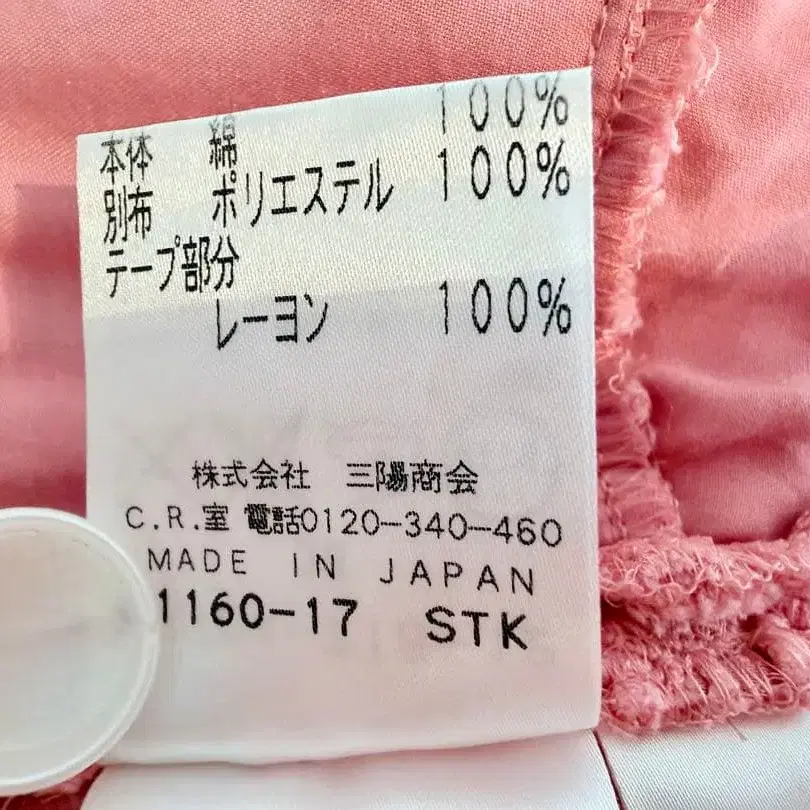 本体 綿 100%
別布 ポリエステル 100%
テープ部分
レーヨン 100%
株式会社 三陽商会
C.R.室 電話0120-340-460
MADE IN JAPAN
1160-17 STK